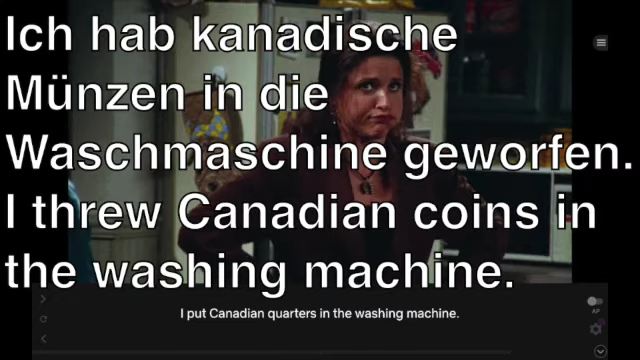 Ich hab kanadische
Münzen in die
Waschmaschine geworfen.
I threw Canadian coins in
the washing machine.
I put Canadian quarters in the washing machine.
AP